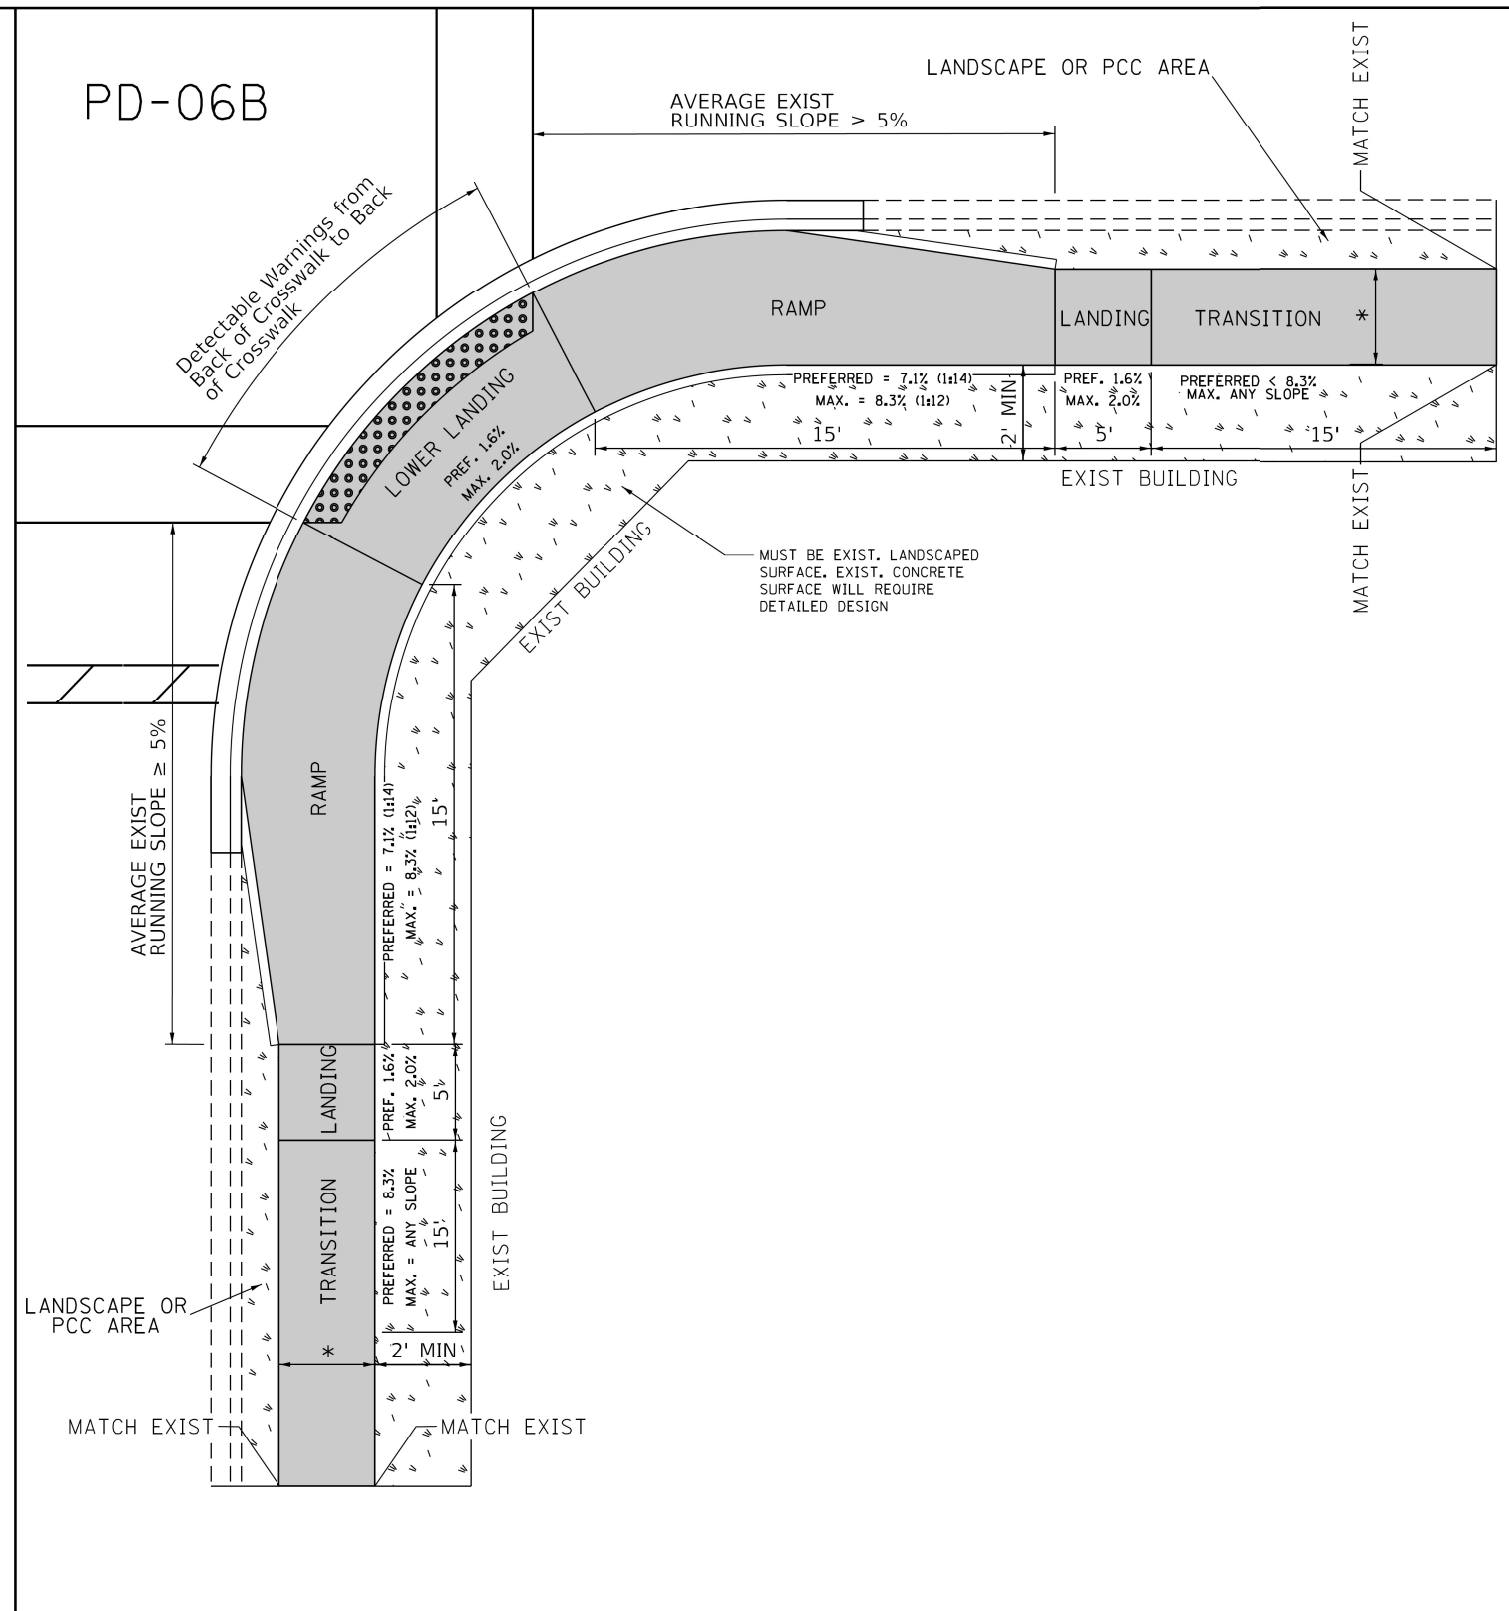 PD-06B
LANDSCAPE OR PCC AREA
MATCH EXIST
AVERAGE EXIST
RUNNING SLOPE > 5%
Detectable Warnings from
Back of Crosswalk to Back
of Crosswalk
RAMP
LANDING
TRANSITION
*
LOWER LANDING
PREF. 1.6%
MAX. 2.0%
PREFERRED = 7.1% (1:14)
MAX. = 8.3% (1:12)
2' MIN
PREF. 1.6%
MAX. 2.0%
PREFERRED < 8.3%
MAX. ANY SLOPE
15'
5'
15'
EXIST BUILDING
MATCH EXIST
EXIST BUILDING
MUST BE EXIST. LANDSCAPED
SURFACE. EXIST. CONCRETE
SURFACE WILL REQUIRE
DETAILED DESIGN
AVERAGE EXIST
RUNNING SLOPE ≥ 5%
RAMP
PREFERRED = 7.1% (1:14)
MAX. = 8.3% (1:12)
15'
LANDING
PREF. 1.6%
MAX. 2.0%
5'
TRANSITION
PREFERRED = 8.3%
MAX. = ANY SLOPE
15'
EXIST BUILDING
LANDSCAPE OR
PCC AREA
*
2' MIN
MATCH EXIST
MATCH EXIST